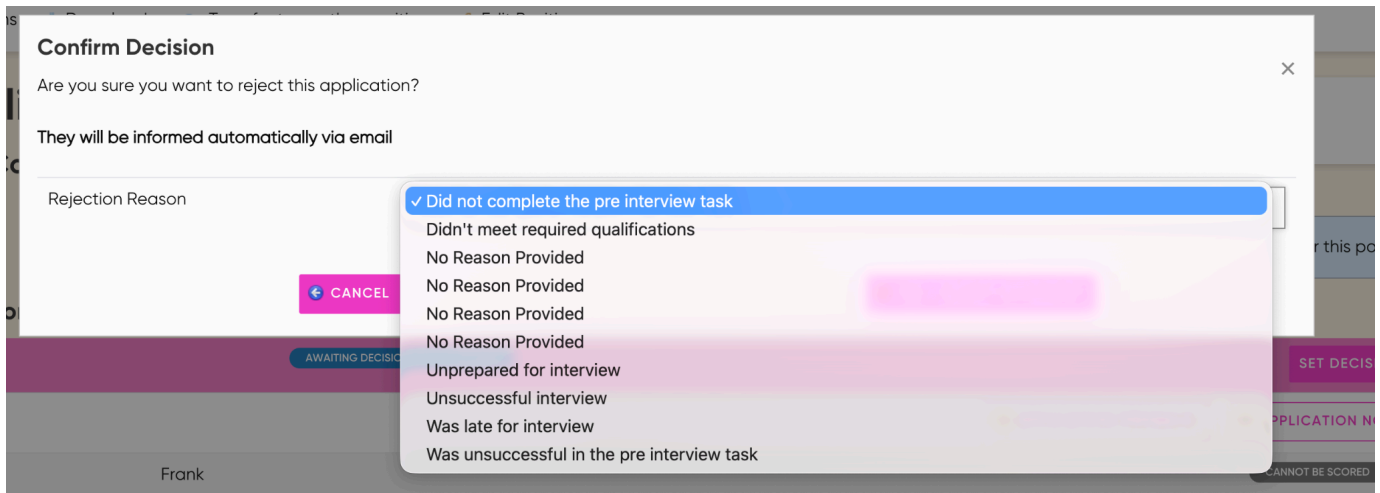 Confirm Decision
Are you sure you want to reject this application?
They will be informed automatically via email
Rejection Reason
✓ Did not complete the pre interview task
Didn't meet required qualifications
No Reason Provided
No Reason Provided
No Reason Provided
No Reason Provided
Unprepared for interview
Unsuccessful interview
Was late for interview
Was unsuccessful in the pre interview task
CANCEL
r this po
AWAITING DECISIO
SET DECIS
PPLICATION NO
Frank
CANNOT BE SCORED